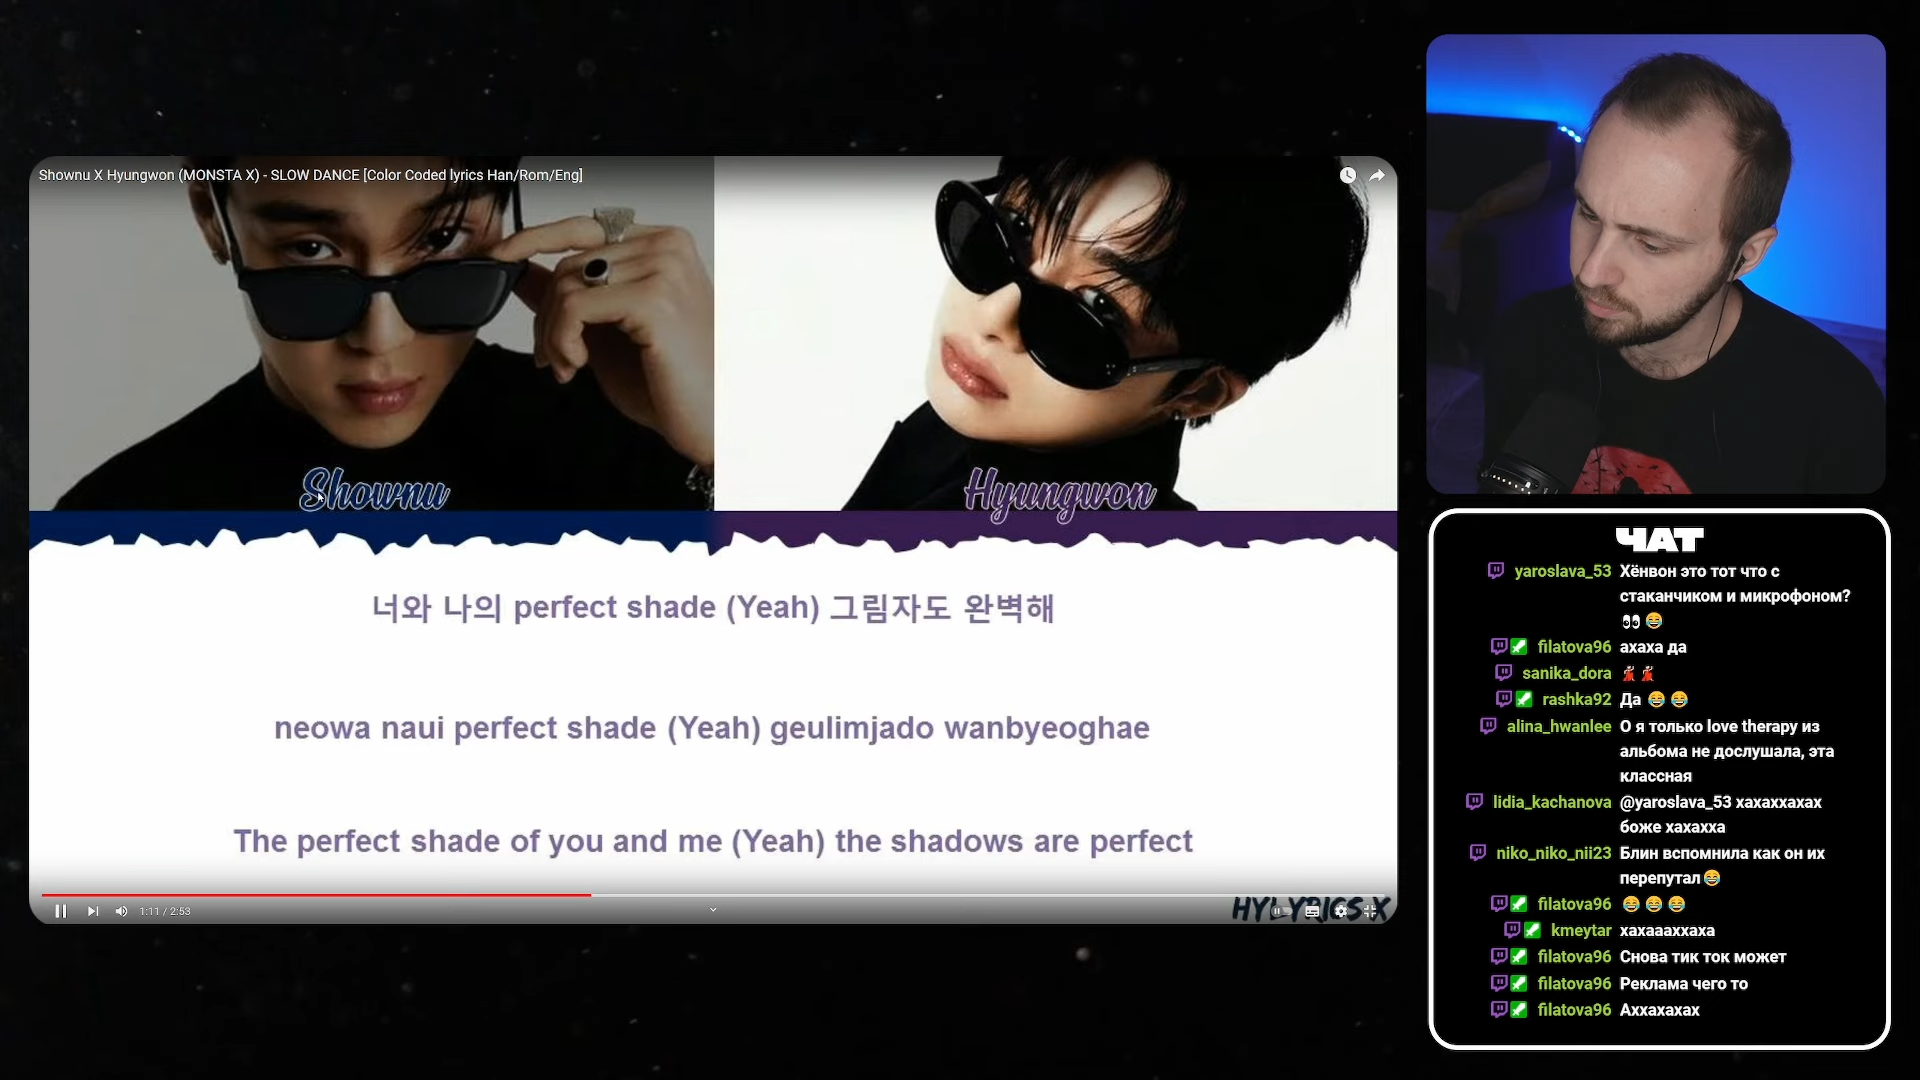 Shownu X Hyungwon (MONSTA X) - SLOW DANCE [Color Coded lyrics Han/Rom/Eng]
Shownu
Hyungwon
너와 나의 perfect shade (Yeah) 그림자도 완벽해
neowa naui perfect shade (Yeah) geulimjado wanbyeoghae
The perfect shade of you and me (Yeah) the shadows are perfect
1:11 / 2:53
HYLYRICS X
ЧАТ
yaroslava_53 Хёнвон это тот что с
стаканчиком и микрофоном?
👀 😂
filatova96 ахаха да
sanika_dora 💃 💃
rashka92 Да 😂 😂
alina_hwanlee О я только love therapy из
альбома не дослушала, эта
классная
lidia_kachanova @yaroslava_53 хахаххахах
боже хахахха
niko_niko_nii23 Блин вспомнила как он их
перепутал 😂
filatova96 😂 😂 😂
kmeytar хахаааххаха
filatova96 Снова тик ток может
filatova96 Реклама чего то
filatova96 Аххахахах